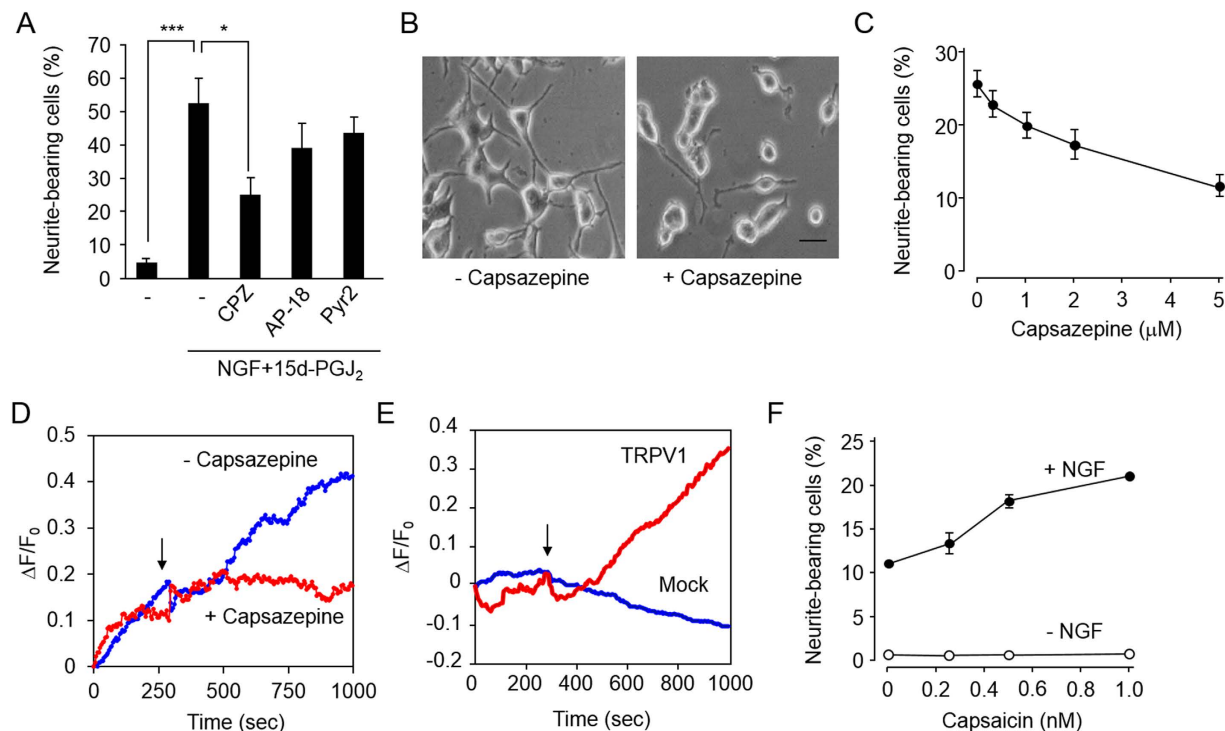 A
Neurite-bearing cells (%)
70
60
50
40
30
20
10
0
***
*
-
-
CPZ
AP-18
Pyr2
NGF+15d-PGJ2
B
- Capsazepine
+ Capsazepine
C
Neurite-bearing cells (%)
30
20
10
0
0
1
2
3
4
5
Capsazepine (μM)
D
ΔF/F0
0.5
0.4
0.3
0.2
0.1
0
- Capsazepine
+ Capsazepine
0
250
500
750
1000
Time (sec)
E
ΔF/F0
0.4
0.3
0.2
0.1
0
-0.1
-0.2
TRPV1
Mock
0
200
400
600
800
1000
Time (sec)
F
Neurite-bearing cells (%)
25
20
15
10
5
0
+ NGF
- NGF
0
0.2
0.4
0.6
0.8
1.0
Capsaicin (nM)